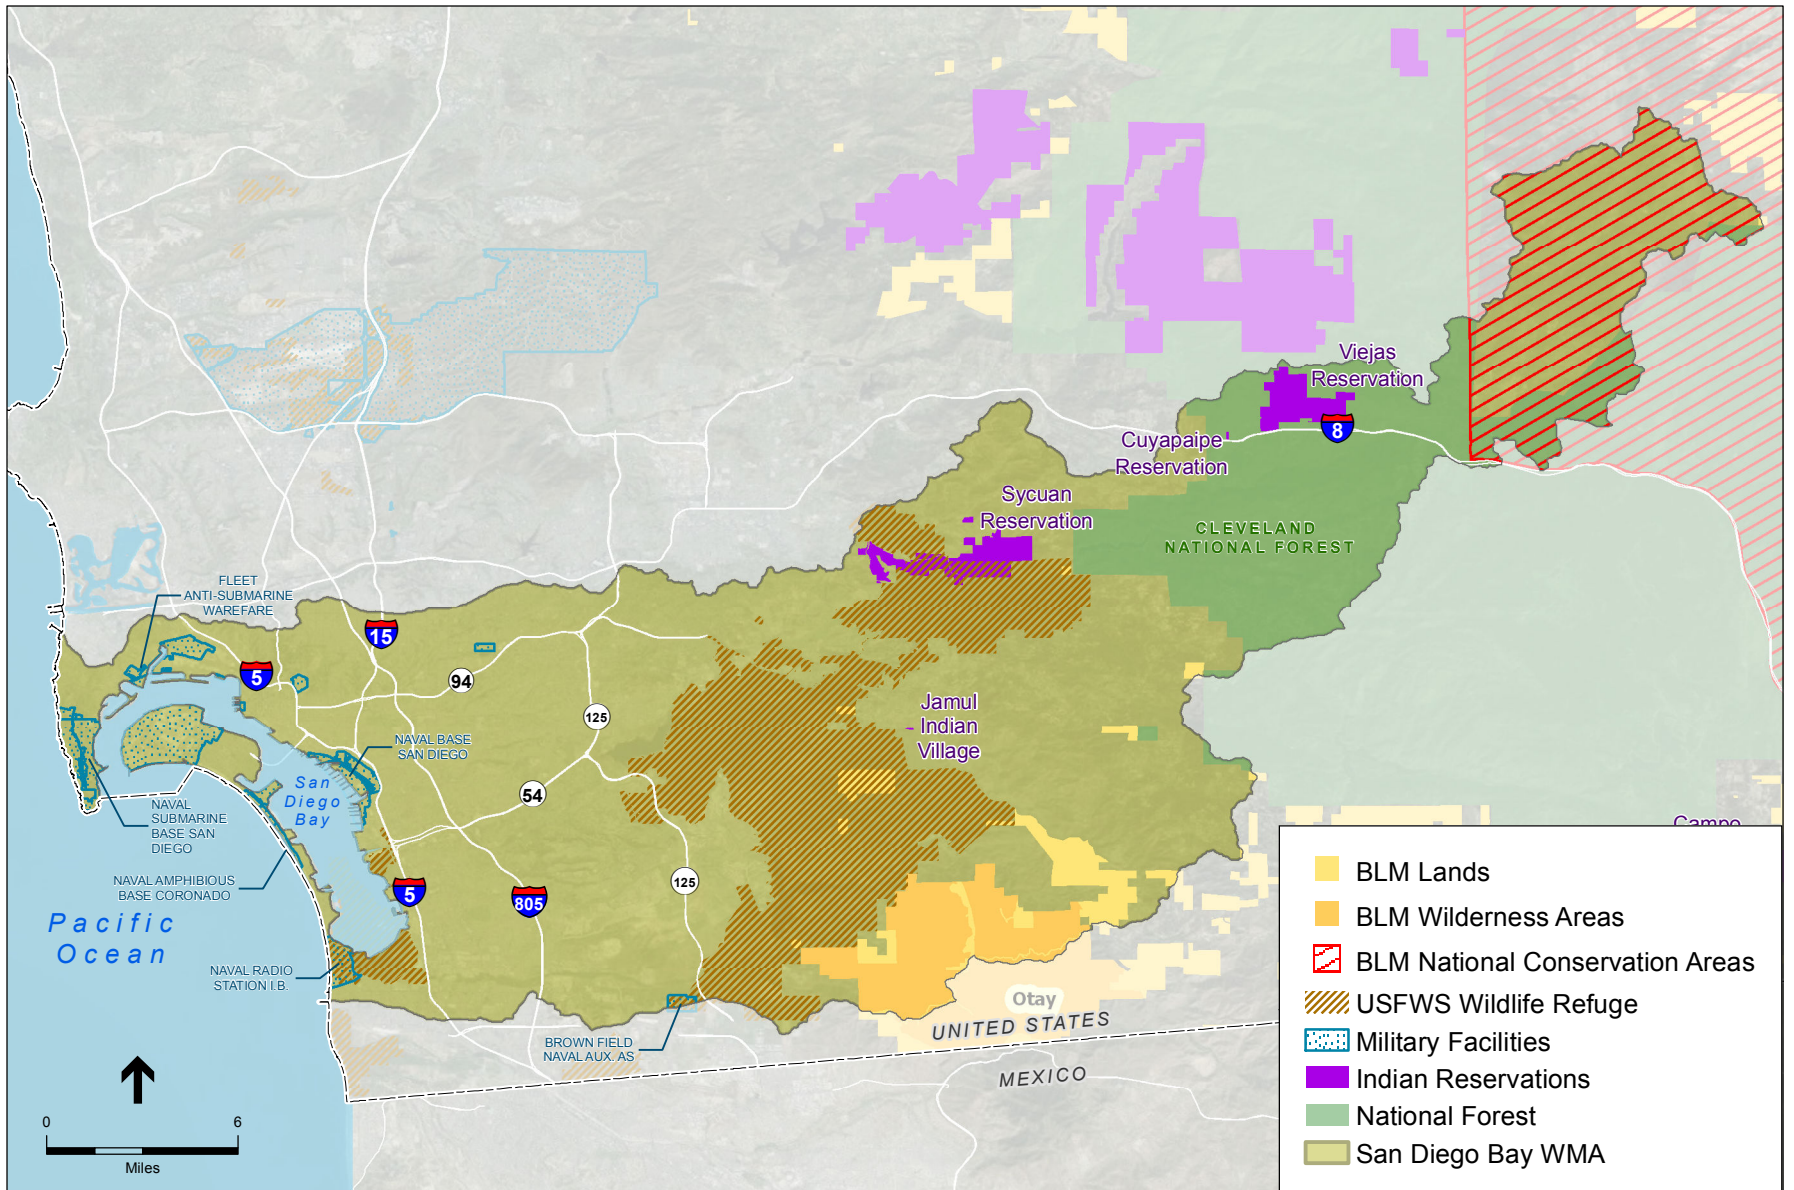 Viejas
Reservation
8
Cuyapaipe
Reservation
Sycuan
Reservation
CLEVELAND
NATIONAL FOREST
FLEET
ANTI-SUBMARINE
WAREFARE
15
5
94
125
Jamul
Indian
Village
NAVAL BASE
SAN DIEGO
San
Diego
Bay
54
NAVAL
SUBMARINE
BASE SAN
DIEGO
NAVAL AMPHIBIOUS
BASE CORONADO
5
805
125
Pacific
Ocean
NAVAL RADIO
STATION I.B.
Otay
UNITED STATES
BROWN FIELD
NAVAL AUX. AS
MEXICO
0
6
Miles
Campo
BLM Lands
BLM Wilderness Areas
BLM National Conservation Areas
USFWS Wildlife Refuge
Military Facilities
Indian Reservations
National Forest
San Diego Bay WMA